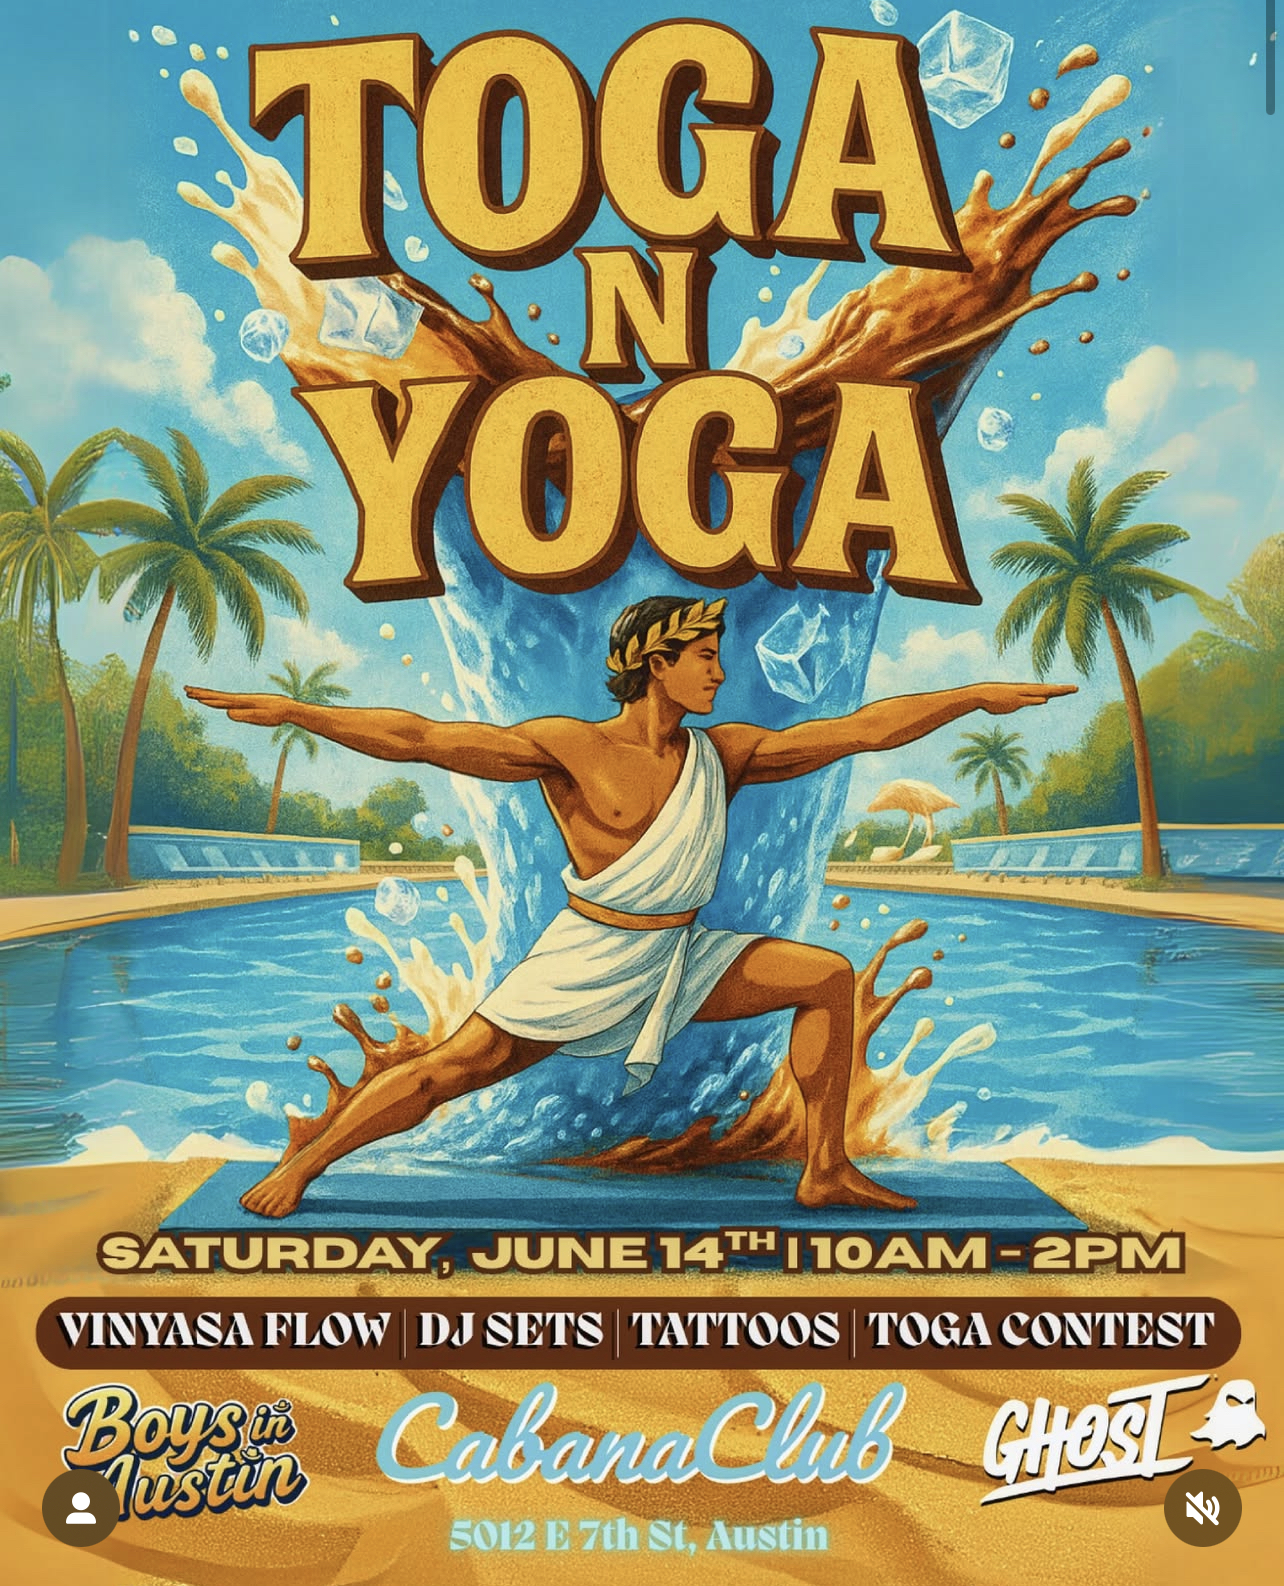 TOGA
N
YOGA
SATURDAY, JUNE 14TH | 10AM - 2PM
VINYASA FLOW | DJ SETS | TATTOOS | TOGA CONTEST
Boys in
Austin
CabanaClub
GHOST
5012 E 7th St, Austin